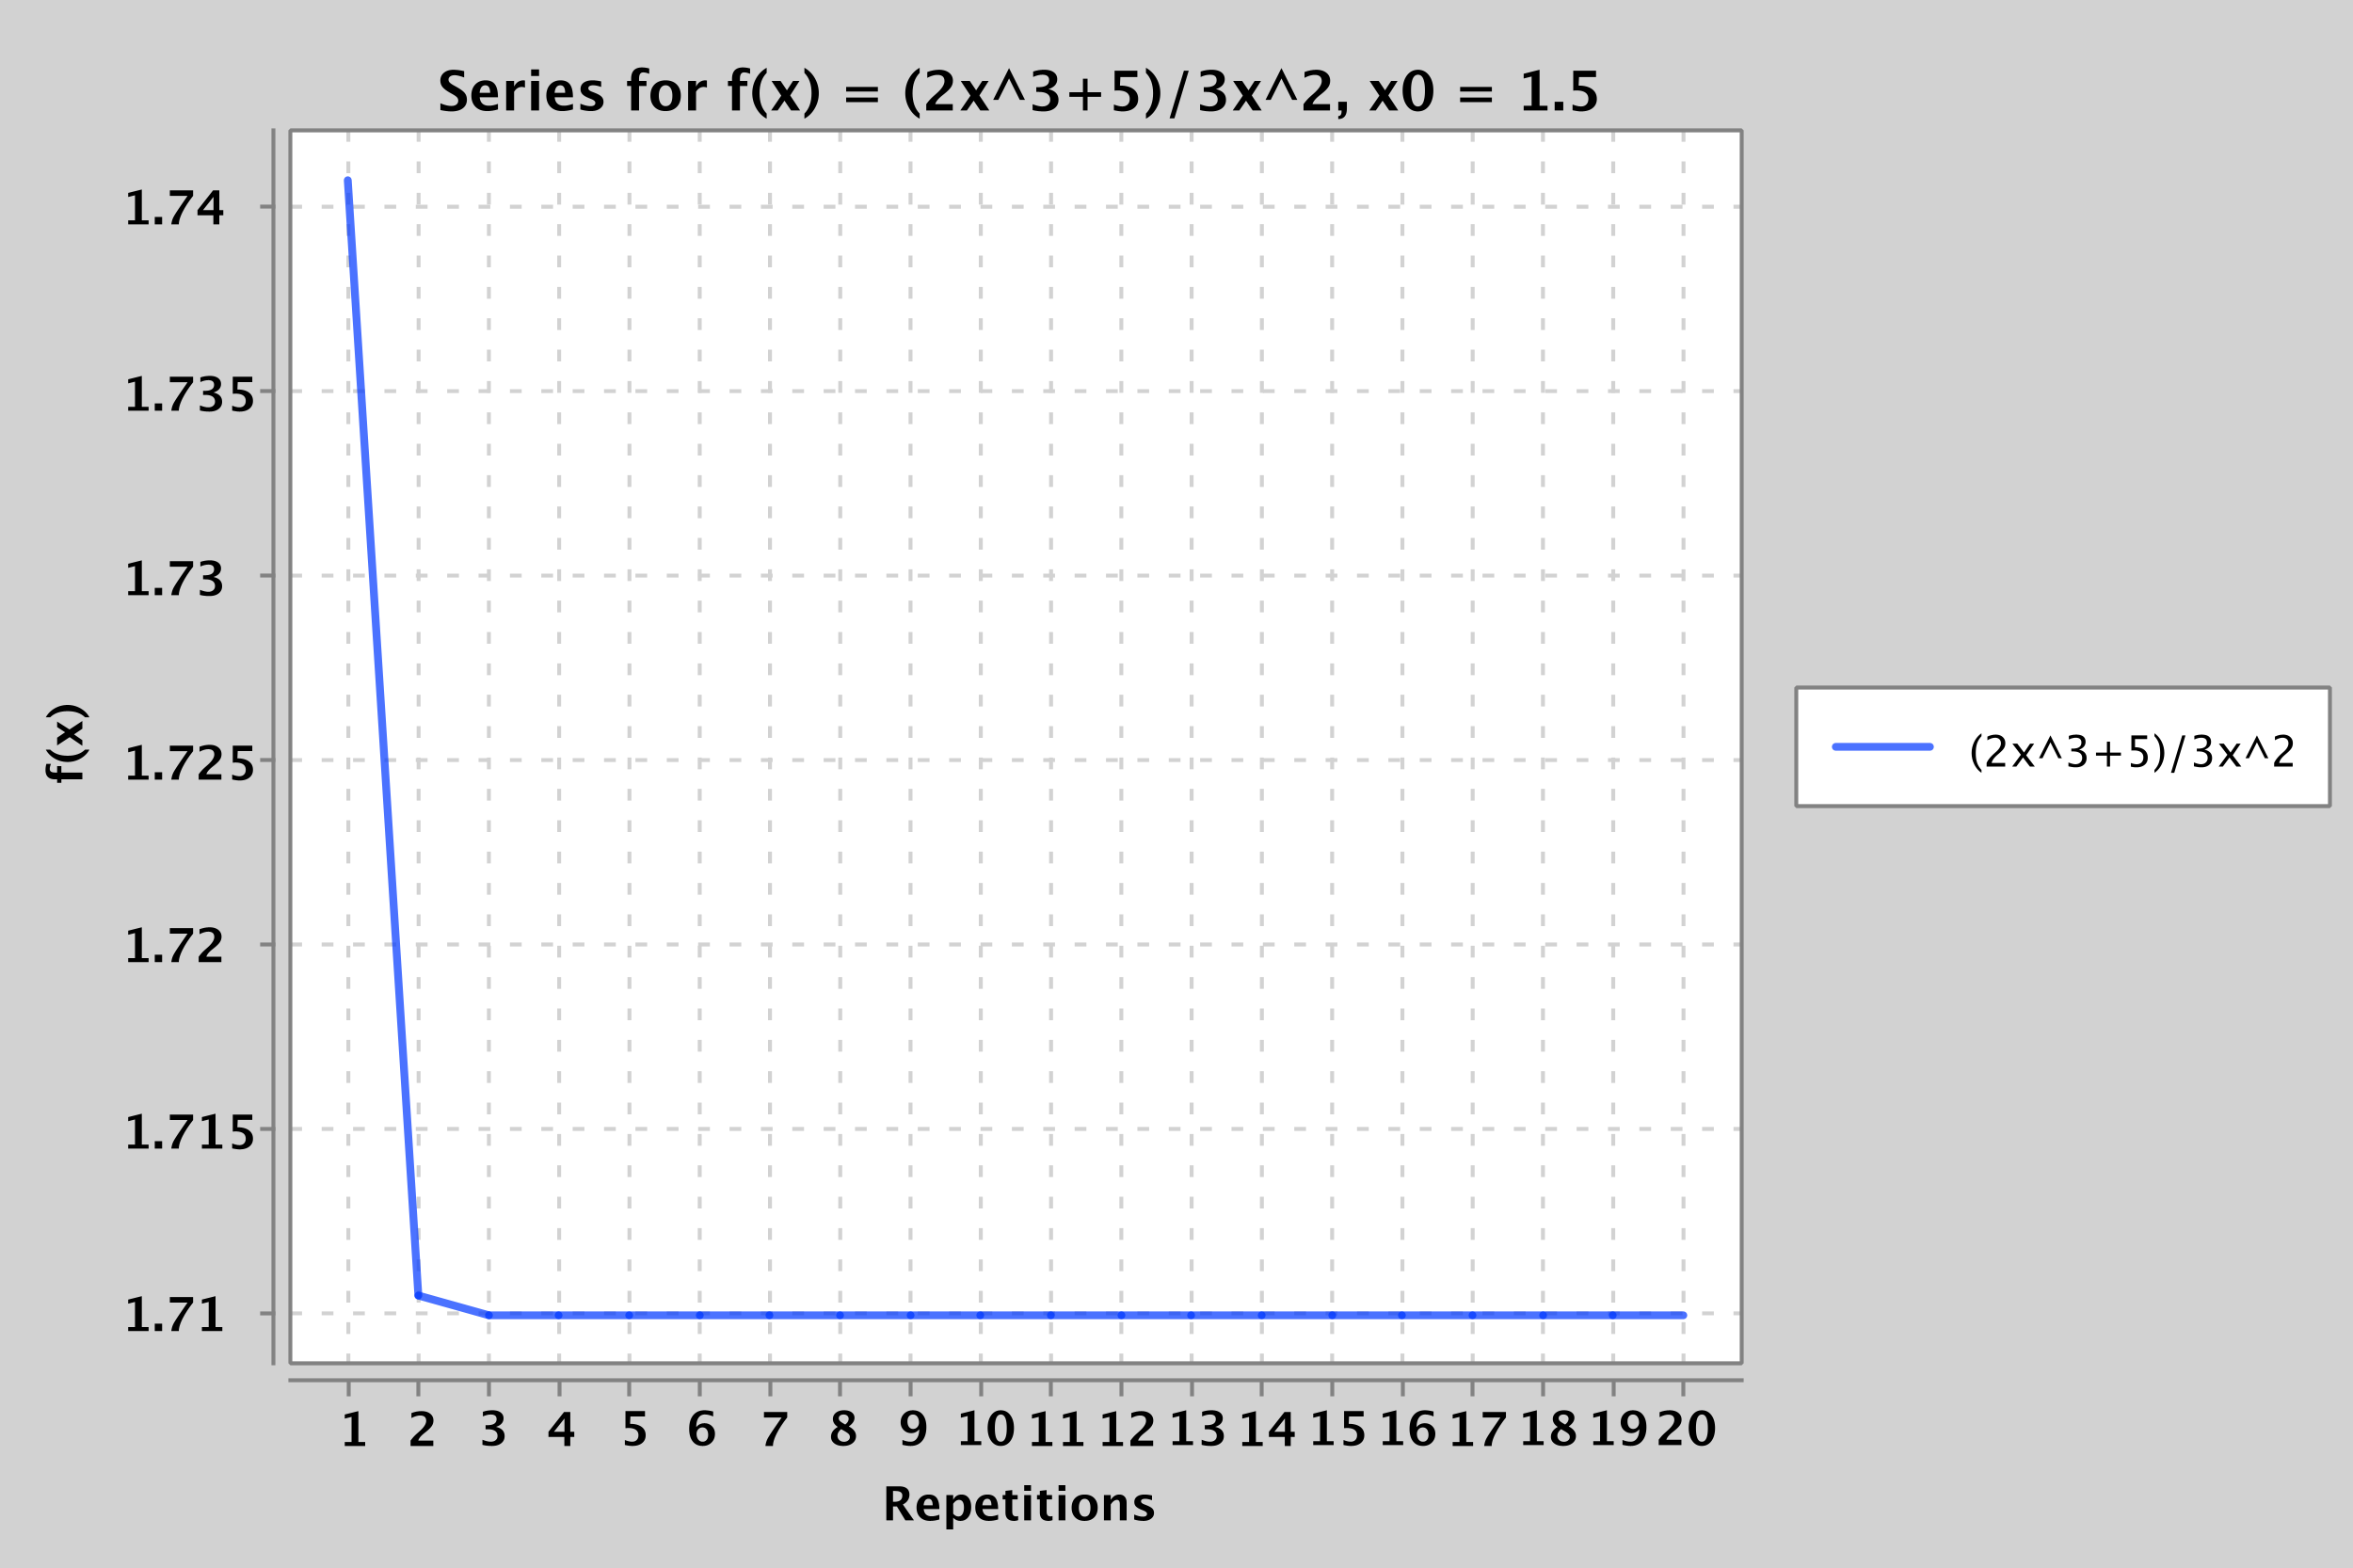 Series for f(x) = (2x^3+5)/3x^2, x0 = 1.5
1.74
1.735
1.73
1.725
1.72
1.715
1.71
f(x)
(2x^3+5)/3x^2
1 2 3 4 5 6 7 8 9 10 11 12 13 14 15 16 17 18 19 20
Repetitions